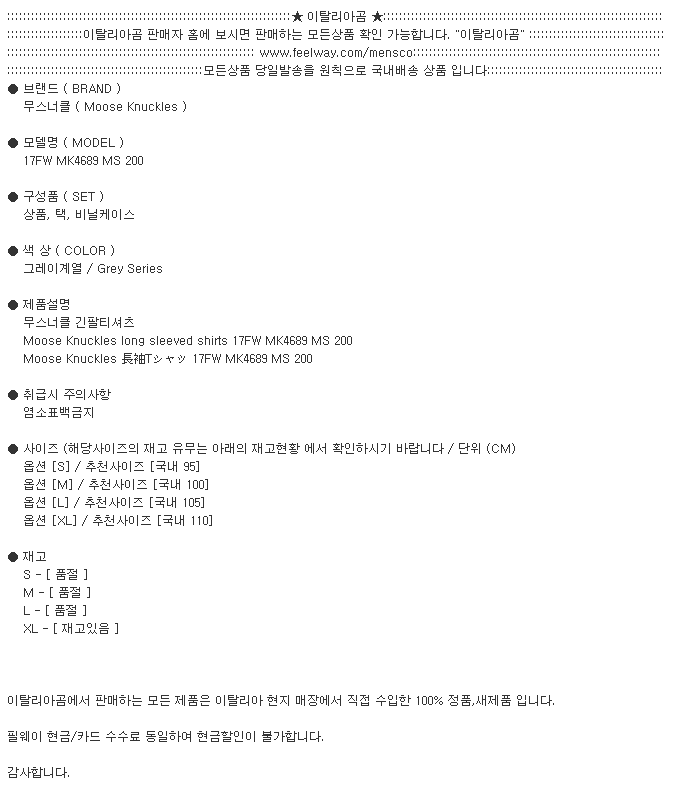 ::::::::::::::::::::::::::::::::::::::::::::::::::::::::::::::::::::::★ 이탈리아곰 ★::::::::::::::::::::::::::::::::::::::::::::::::::::::::::::::::::::::
::::::::::::::::::이탈리아곰 판매자 홈에 보시면 판매하는 모든상품 확인 가능합니다. "이탈리아곰" ::::::::::::::::::::::::::::::::
:::::::::::::::::::::::::::::::::::::::::::::::::::::::::::: www.feelway.com/mensco::::::::::::::::::::::::::::::::::::::::::::::::::::::::::::
::::::::::::::::::::::::::::::::::::::::::::::::모든상품 당일발송을 원칙으로 국내배송 상품 입니다:::::::::::::::::::::::::::::::::::::::::::
● 브랜드 ( BRAND )
무스너클 ( Moose Knuckles )
● 모델명 ( MODEL )
17FW MK4689 MS 200
● 구성품 ( SET )
상품, 택, 비널케이스
● 색 상 ( COLOR )
그레이계열 / Grey Series
● 제품설명
무스너클 긴팔티셔츠
Moose Knuckles long sleeved shirts 17FW MK4689 MS 200
Moose Knuckles 長袖Tシャツ 17FW MK4689 MS 200
● 취급시 주의사항
염소표백금지
● 사이즈 (해당사이즈의 재고 유무는 아래의 재고현황 에서 확인하시기 바랍니다 / 단위 (CM)
옵션 [S] / 추천사이즈 [국내 95]
옵션 [M] / 추천사이즈 [국내 100]
옵션 [L] / 추천사이즈 [국내 105]
옵션 [XL] / 추천사이즈 [국내 110]
● 재고
S - [ 품절 ]
M - [ 품절 ]
L - [ 품절 ]
XL - [ 재고있음 ]
이탈리아곰에서 판매하는 모든 제품은 이탈리아 현지 매장에서 직접 수입한 100% 정품,새제품 입니다.
필웨이 현금/카드 수수료 동일하여 현금할인이 불가합니다.
감사합니다.